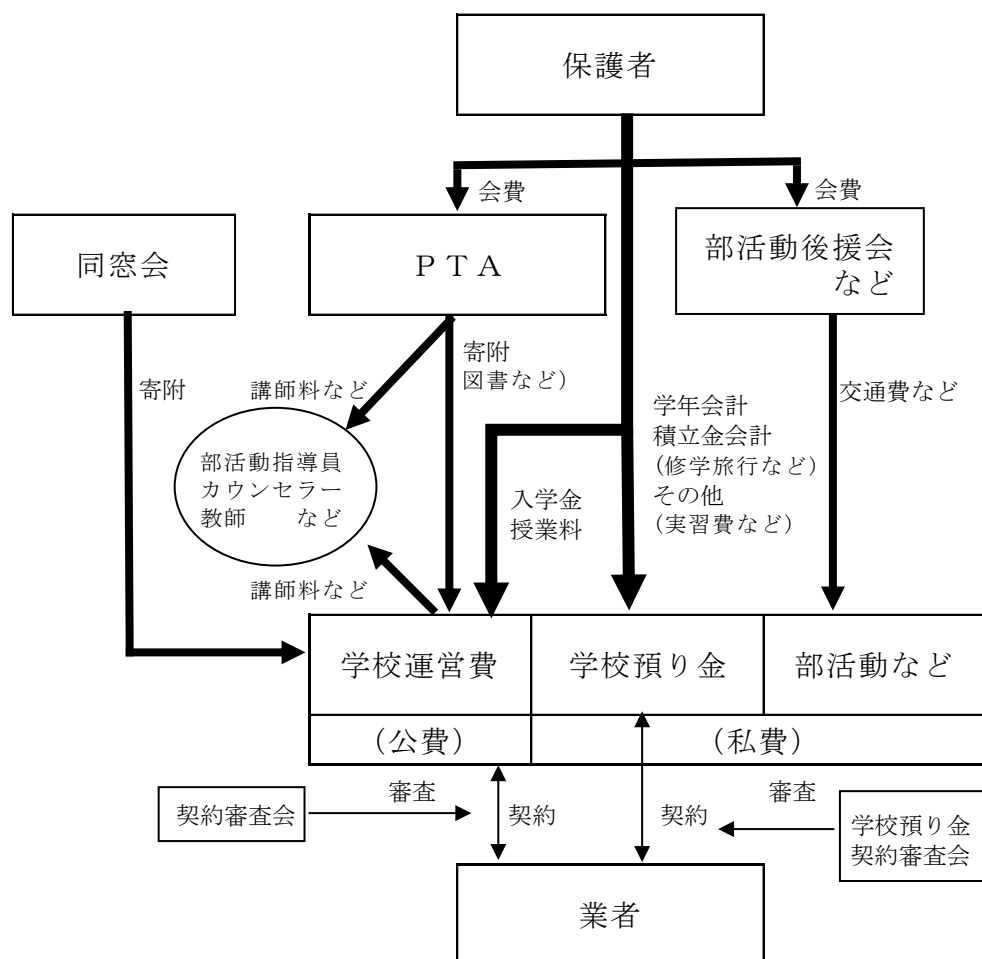 保護者
会費
会費
同窓会
ＰＴＡ
部活動後援会
など
寄附
講師料など
寄附
図書など）
学年会計
積立金会計
（修学旅行など）
その他
（実習費など）
交通費など
部活動指導員
カウンセラー
教師　　など
入学金
授業料
講師料など
学校運営費
学校預り金
部活動など
（公費）
（私費）
契約審査会
審査
契約
契約
審査
学校預り金
契約審査会
業者